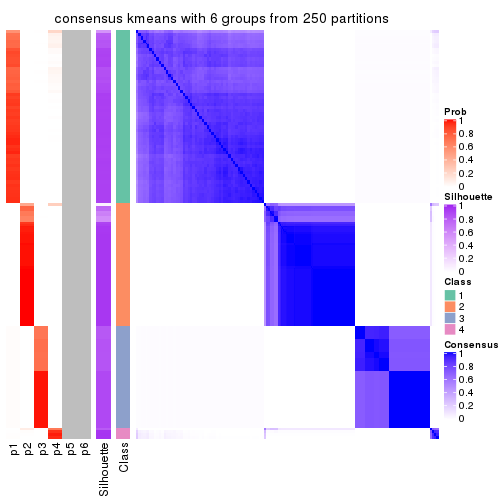 consensus kmeans with 6 groups from 250 partitions
Prob
1
0.8
0.6
0.4
0.2
0
Silhouette
1
0.8
0.6
0.4
0.2
0
Class
1
2
3
4
Consensus
1
0.8
0.6
0.4
0.2
0
p1
p2
p3
p4
p5
p6
Silhouette
Class